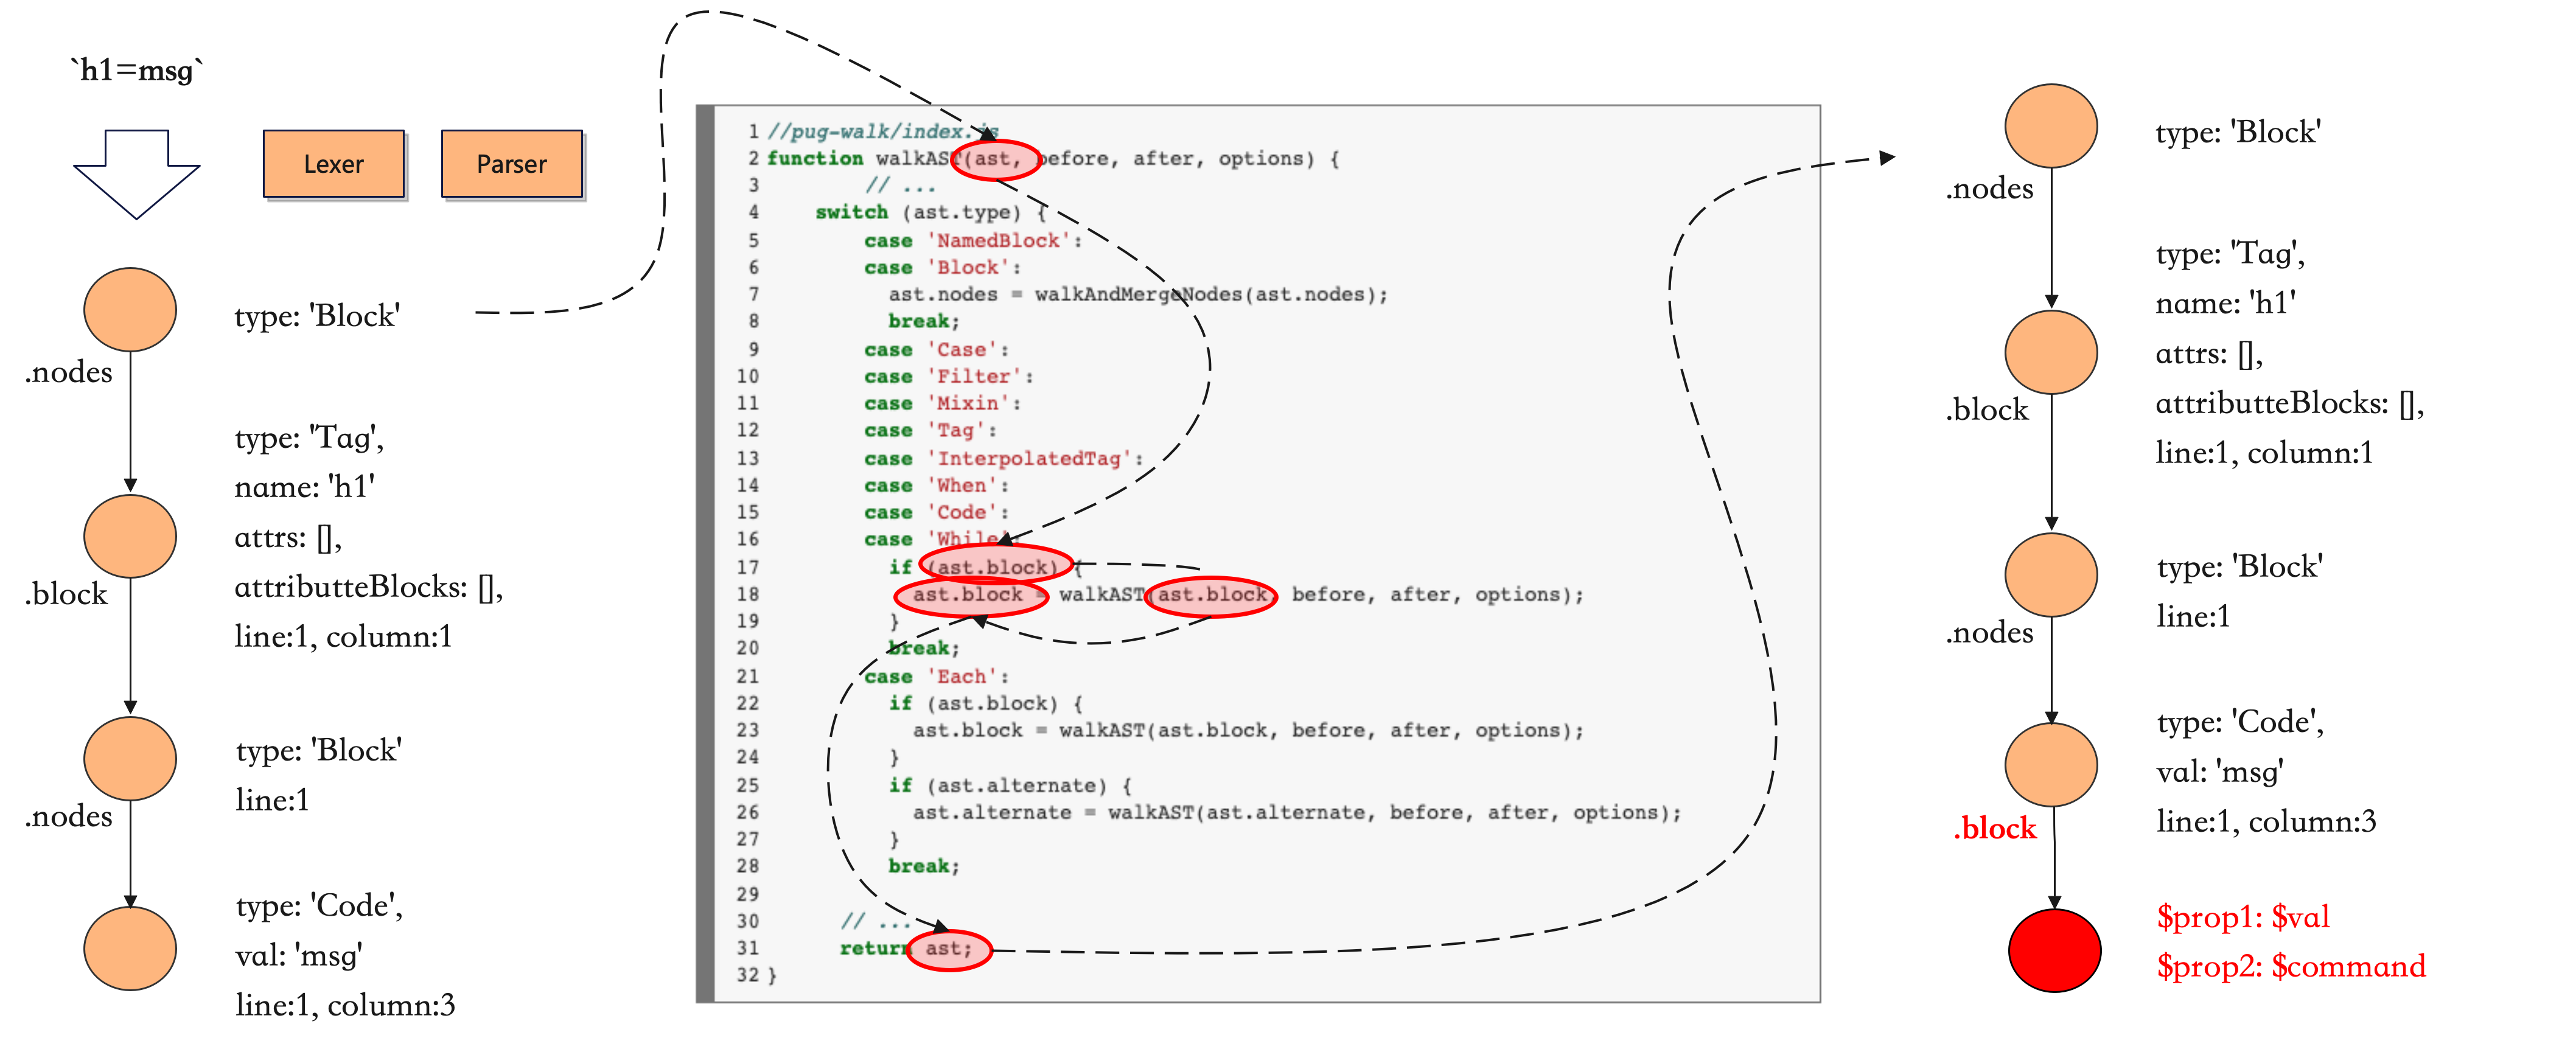 `h1=msg`
Lexer
Parser
type: 'Block'
.nodes
type: 'Tag',
name: 'h1'
attrs: [],
attributteBlocks: [],
line:1, column:1
.block
type: 'Block'
line:1
.nodes
type: 'Code',
val: 'msg'
line:1, column:3
1 //pug-walk/index.js
2 function walkAST(ast, before, after, options) {
3 // ...
4 switch (ast.type) {
5 case 'NamedBlock':
6 case 'Block':
7 ast.nodes = walkAndMergeNodes(ast.nodes);
8 break;
9 case 'Case':
10 case 'Filter':
11 case 'Mixin':
12 case 'Tag':
13 case 'InterpolatedTag':
14 case 'When':
15 case 'Code':
16 case 'While':
17 if (ast.block) {
18 ast.block = walkAST(ast.block, before, after, options);
19 }
20 break;
21 case 'Each':
22 if (ast.block) {
23 ast.block = walkAST(ast.block, before, after, options);
24 }
25 if (ast.alternate) {
26 ast.alternate = walkAST(ast.alternate, before, after, options);
27 }
28 break;
29
30 // ...
31 return ast;
32 }
type: 'Block'
.nodes
type: 'Tag',
name: 'h1'
attrs: [],
attributteBlocks: [],
line:1, column:1
.block
type: 'Block'
line:1
.nodes
type: 'Code',
val: 'msg'
line:1, column:3
.block
$prop1: $val
$prop2: $command